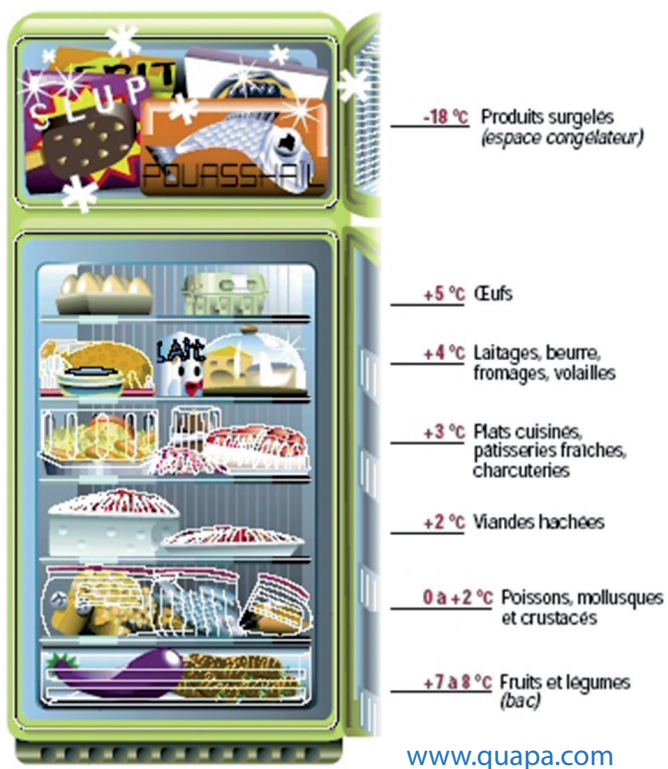 SLUP
POUASSHAIL
LAit
-18 °C Produits surgelés
(espace congélateur)
+5 °C Œufs
+4 °C Laitages, beurre,
fromages, volailles
+3 °C Plats cuisinés,
pâtisseries fraîches,
charcuteries
+2 °C Viandes hachées
0 à +2 °C Poissons, mollusques
et crustacés
+7 à 8 °C Fruits et légumes
(bac)
www.quapa.com